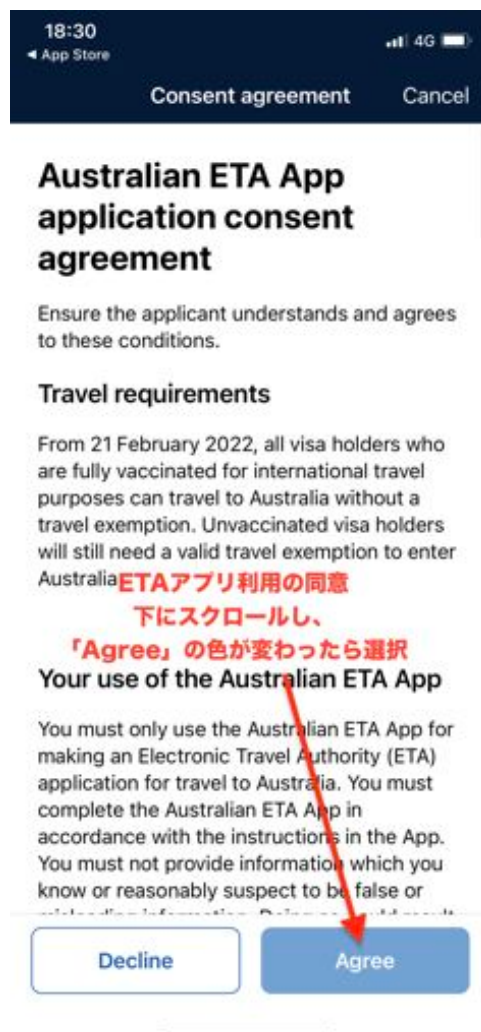 18:30
4G
App Store
Consent agreement
Cancel
Australian ETA App
application consent
agreement
Ensure the applicant understands and agrees
to these conditions.
Travel requirements
From 21 February 2022, all visa holders who
are fully vaccinated for international travel
purposes can travel to Australia without a
travel exemption. Unvaccinated visa holders
will still need a valid travel exemption to enter
Australia
ETAアプリ利用の同意
下にスクロールし、
「Agree」の色が変わったら選択
Your use of the Australian ETA App
You must only use the Australian ETA App for
making an Electronic Travel Authority (ETA)
application for travel to Australia. You must
complete the Australian ETA App in
accordance with the instructions in the App.
You must not provide information which you
know or reasonably suspect to be false or
Decline
Agree